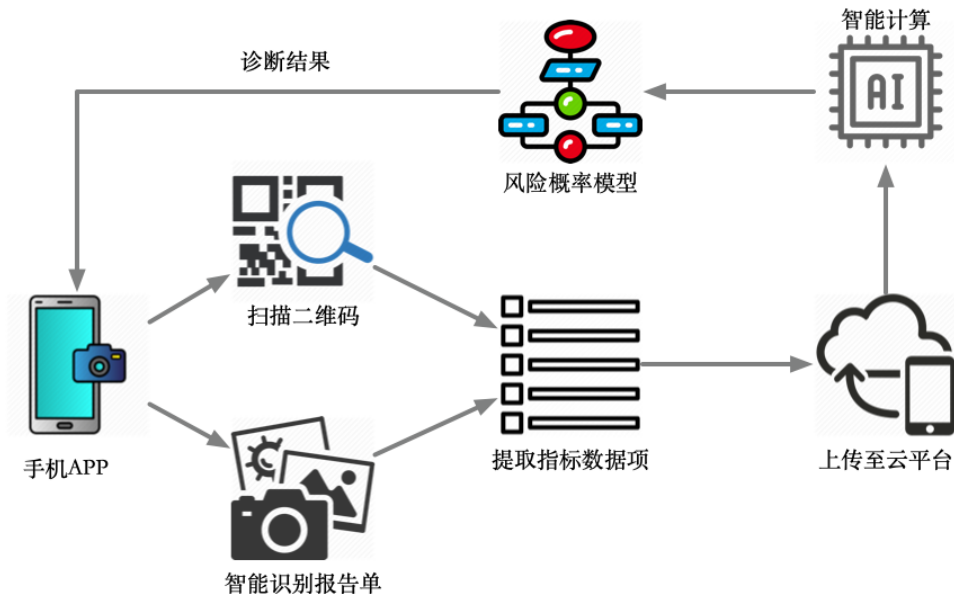 智能计算
诊断结果
AI
风险概率模型
扫描二维码
手机APP
提取指标数据项
上传至云平台
智能识别报告单